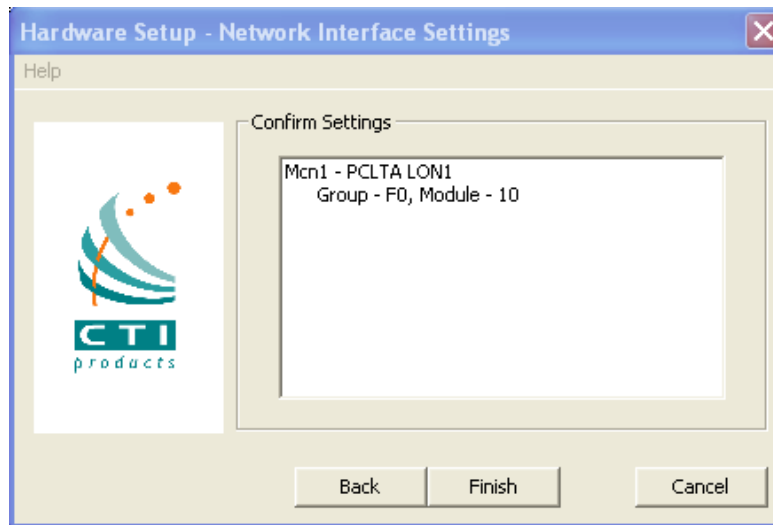 Hardware Setup - Network Interface Settings
Help
Confirm Settings
Mcn1 - PCLTA LON1
Group - F0, Module - 10
CTI
products
Back
Finish
Cancel